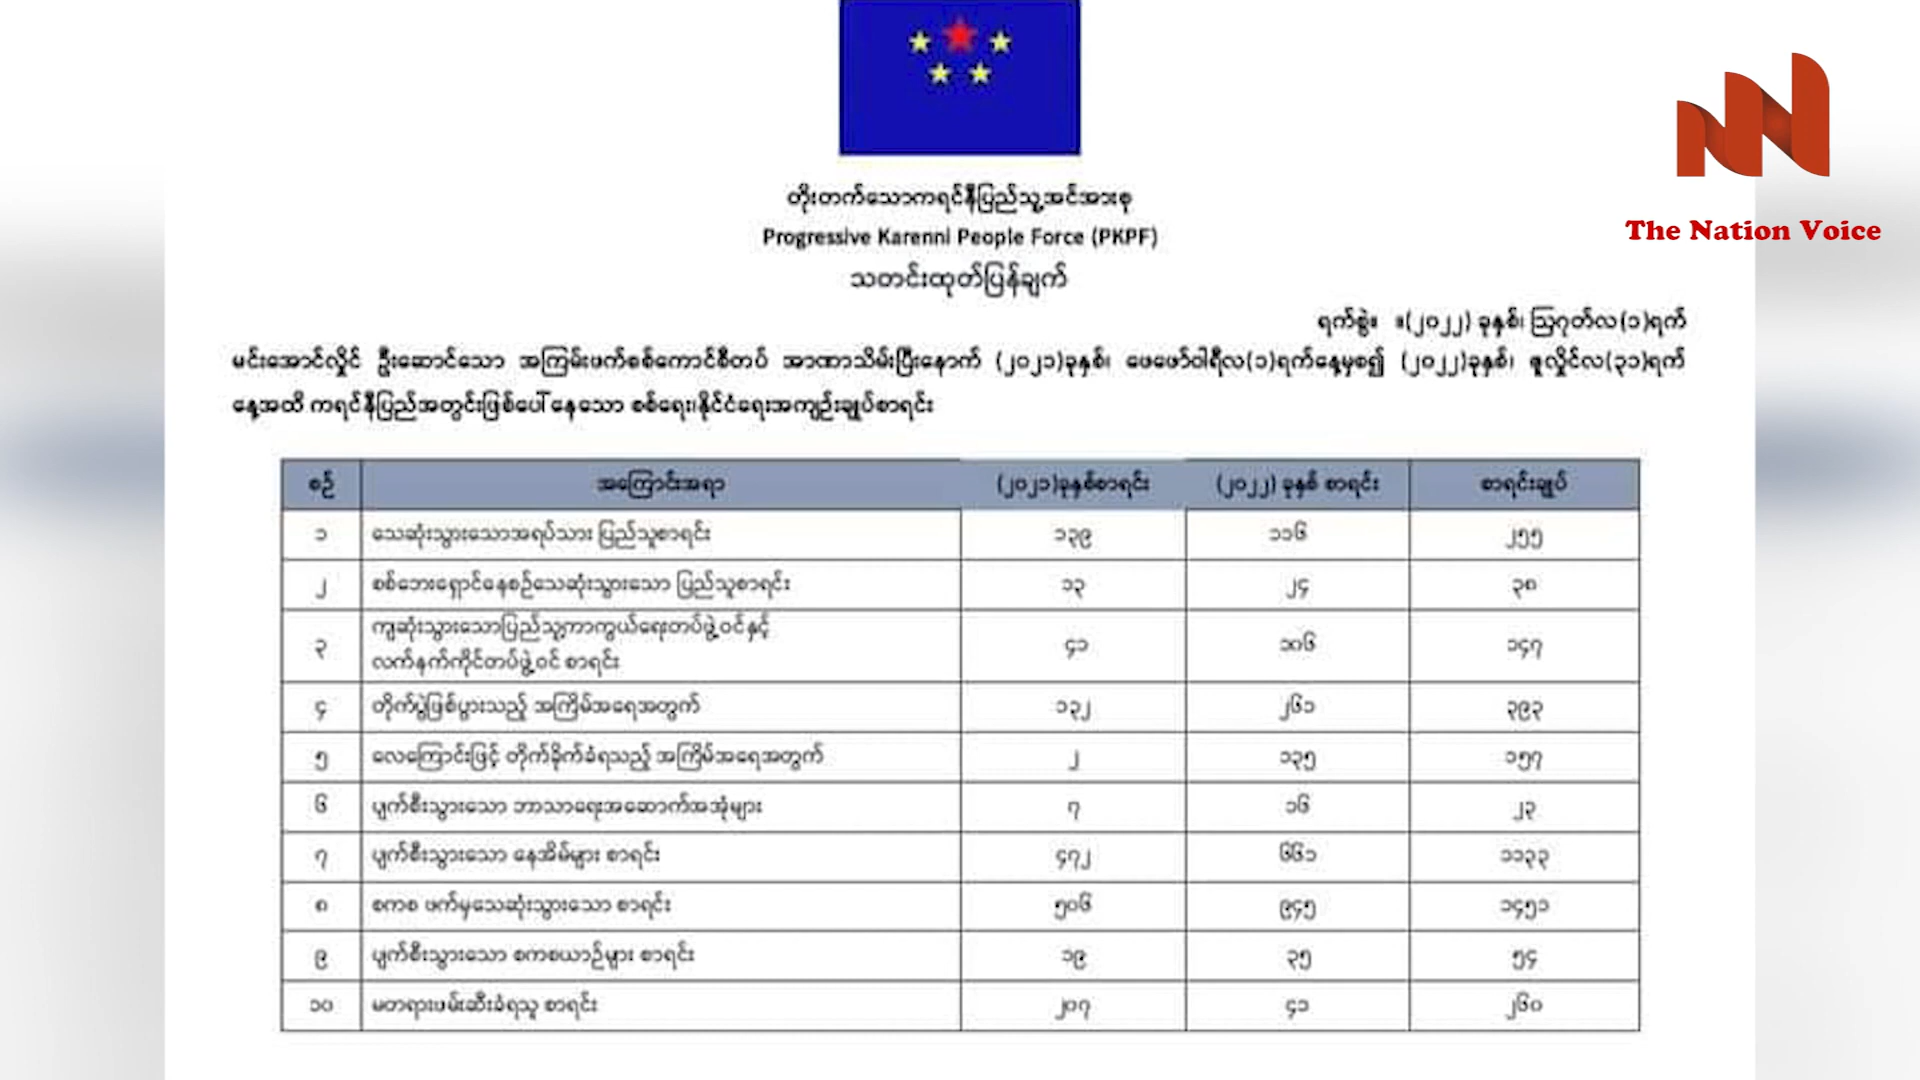 The Nation Voice
တိုးတက်သောကရင်နီပြည်သူ့အင်အားစု
Progressive Karenni People Force (PKPF)
သတင်းထုတ်ပြန်ချက်
ရက်စွဲ။ ။(၂၀၂၂) ခုနှစ်၊ ဩဂုတ်လ(၁)ရက်
မင်းအောင်လှိုင် ဦးဆောင်သော အကြမ်းဖက်စစ်ကောင်စီတပ် အာဏာသိမ်းပြီးနောက် (၂၀၂၁)ခုနှစ်၊ ဖေဖော်ဝါရီလ(၁)ရက်နေ့မှစ၍ (၂၀၂၂)ခုနှစ်၊ ဇူလှိုင်လ(၃၁)ရက်
နေ့အထိ ကရင်နီပြည်အတွင်းဖြစ်ပေါ်နေသော စစ်ရေး၊နိုင်ငံရေးအကျဉ်းချုပ်စာရင်း
စဉ် အကြောင်းအရာ (၂၀၂၁)ခုနှစ်စာရင်း (၂၀၂၂) ခုနှစ် စာရင်း စာရင်းချုပ်
၁ သေဆုံးသွားသောအရပ်သား ပြည်သူစာရင်း ၁၃၉ ၁၁၆ ၂၅၅
၂ စစ်ဘေးရှောင်နေစဉ်သေဆုံးသွားသော ပြည်သူစာရင်း ၁၃ ၂၄ ၃၈
၃ ကျဆုံးသွားသောပြည်သူ့ကာကွယ်ရေးတပ်ဖွဲ့ဝင်နှင့်
လက်နက်ကိုင်တပ်ဖွဲ့ဝင် စာရင်း ၄၁ ၁၀၆ ၁၄၇
၄ တိုက်ပွဲဖြစ်ပွားသည့် အကြိမ်အရေအတွက် ၁၃၂ ၂၆၁ ၃၉၃
၅ လေကြောင်းဖြင့် တိုက်ခိုက်ခံရသည့် အကြိမ်အရေအတွက် ၂ ၁၃၅ ၁၅၇
၆ ပျက်စီးသွားသော ဘာသာရေးအဆောက်အအုံများ ၇ ၁၆ ၂၃
၇ ပျက်စီးသွားသော နေအိမ်များ စာရင်း ၄၇၂ ၆၆၁ ၁၁၃၃
၈ စကစ ဖက်မှသေဆုံးသွားသော စာရင်း ၅၀၆ ၉၄၅ ၁၄၅၁
၉ ပျက်စီးသွားသော စကစယာဉ်များ စာရင်း ၁၉ ၃၅ ၅၄
၁၀ မတရားဖမ်းဆီးခံရသူ စာရင်း ၂၀၇ ၄၁ ၂၆၀